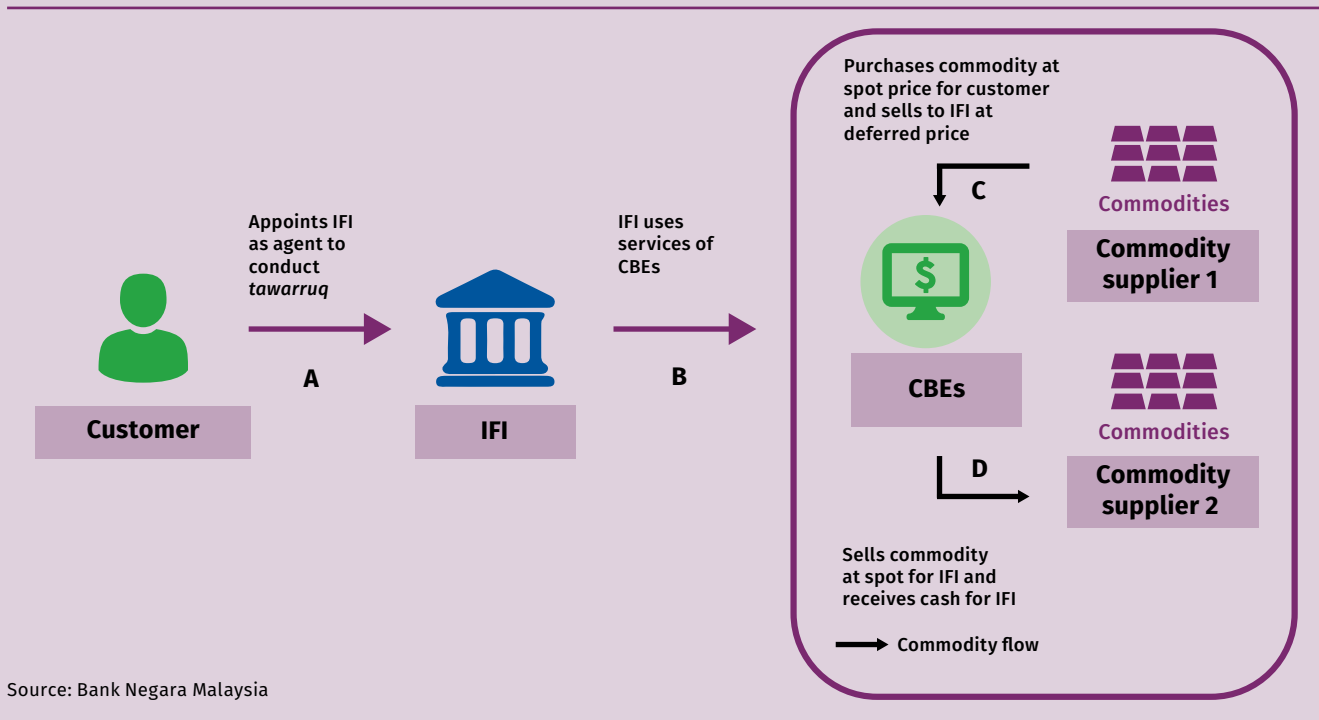 Appoints IFI
as agent to
conduct
tawarruq
A
Customer
IFI
IFI uses
services of
CBEs
B
Purchases commodity at
spot price for customer
and sells to IFI at
deferred price
C
$
CBEs
Commodities
Commodity
supplier 1
Commodities
Commodity
supplier 2
D
Sells commodity
at spot for IFI and
receives cash for IFI
Commodity flow
Source: Bank Negara Malaysia